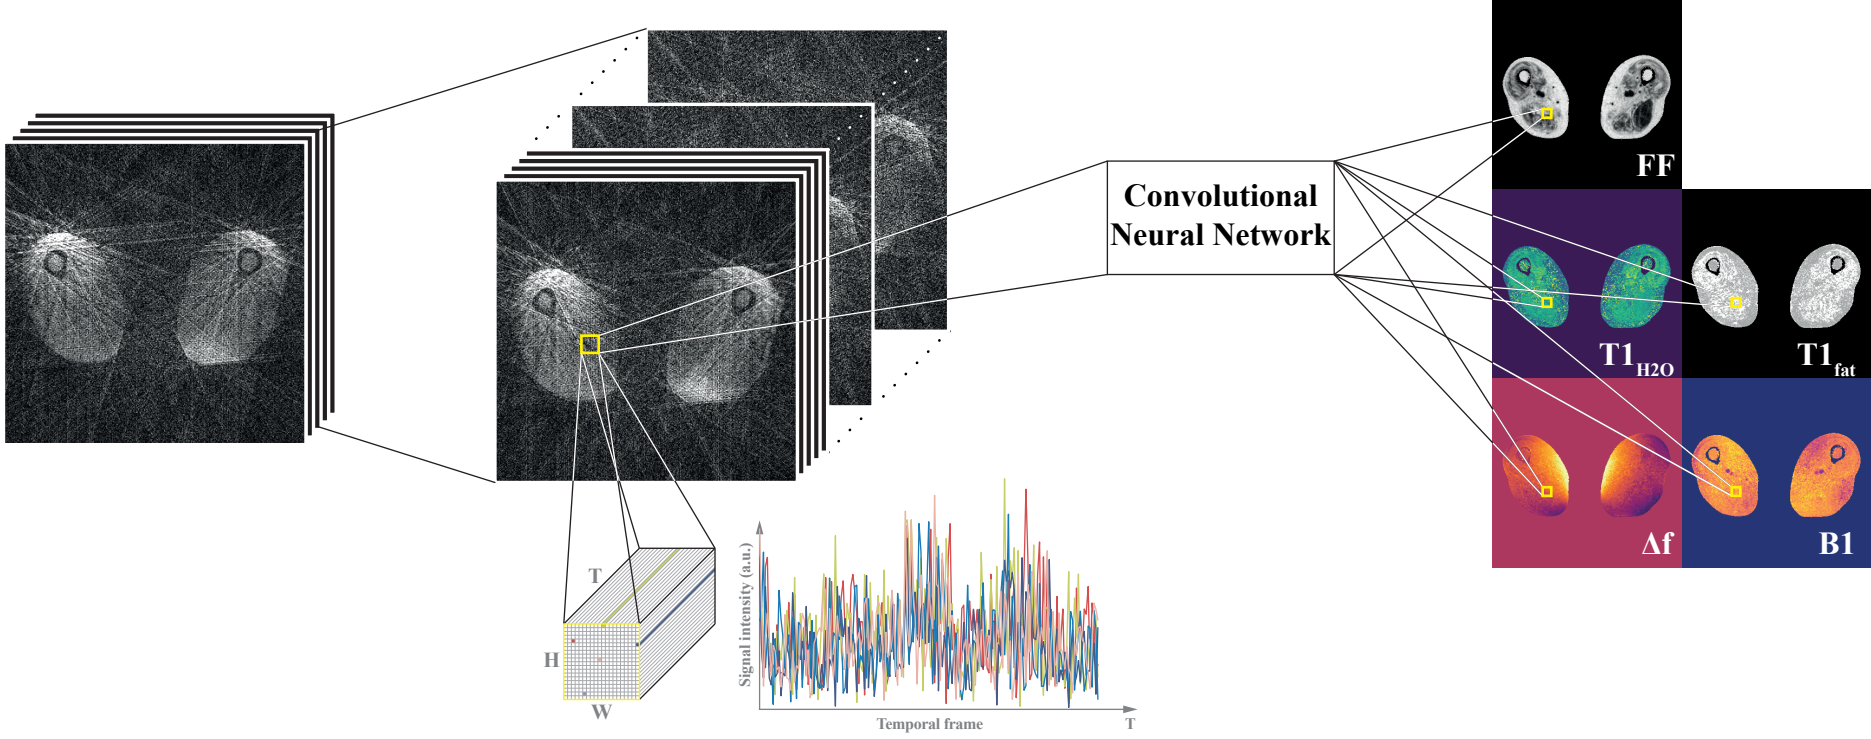 FF
Convolutional
Neural Network
T1H2O
T1fat
Δf
B1
T
H
W
Signal intensity (a.u.)
Temporal frame
T